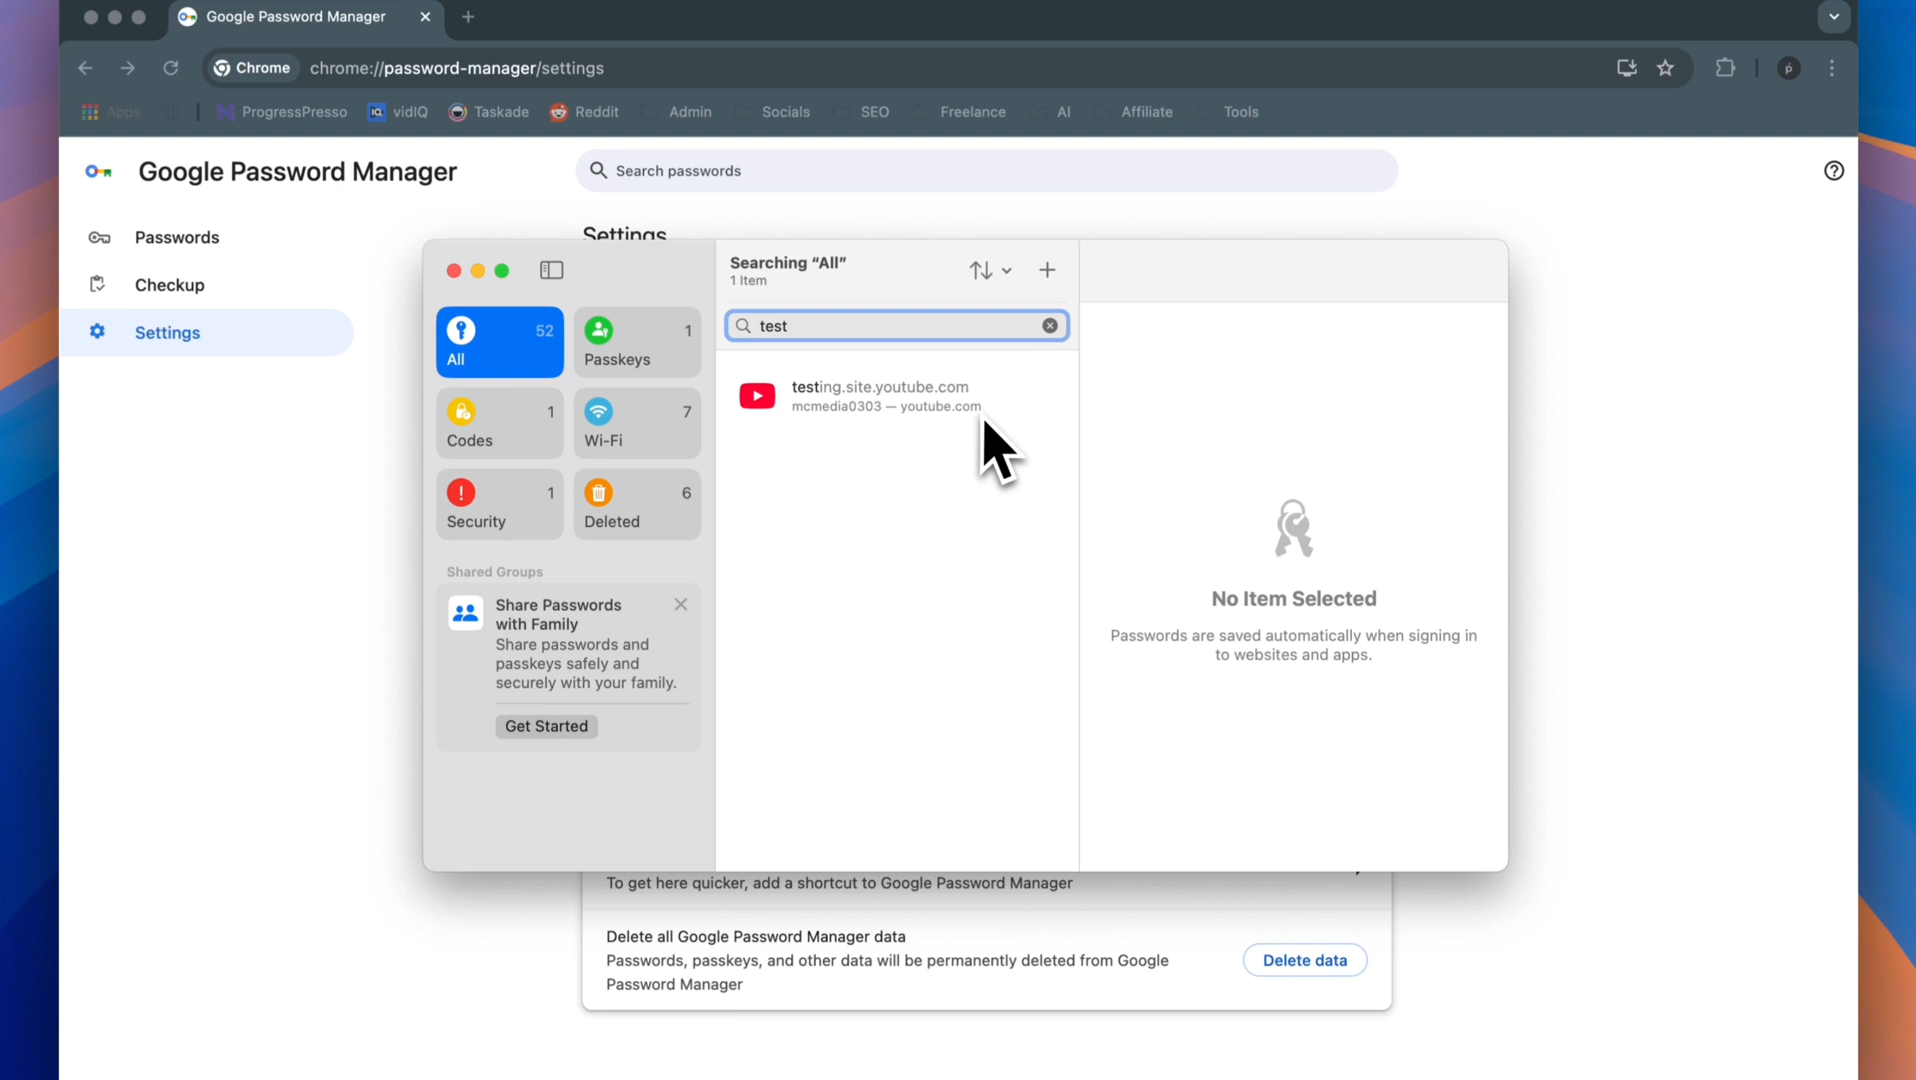 Google Password Manager
Chrome
chrome://password-manager/settings
Apps
ProgressPresso
vidIQ
Taskade
Reddit
Admin
Socials
SEO
Freelance
AI
Affiliate
Tools
Google Password Manager
Search passwords
Passwords
Checkup
Settings
Settings
All
52
Passkeys
1
Codes
1
Wi-Fi
7
Security
1
Deleted
6
Shared Groups
Share Passwords
with Family
Share passwords and
passkeys safely and
securely with your family.
Get Started
Searching “All”
1 Item
test
testing.site.youtube.com
mcmedia0303 — youtube.com
No Item Selected
Passwords are saved automatically when signing in
to websites and apps.
To get here quicker, add a shortcut to Google Password Manager
Delete all Google Password Manager data
Passwords, passkeys, and other data will be permanently deleted from Google
Password Manager
Delete data